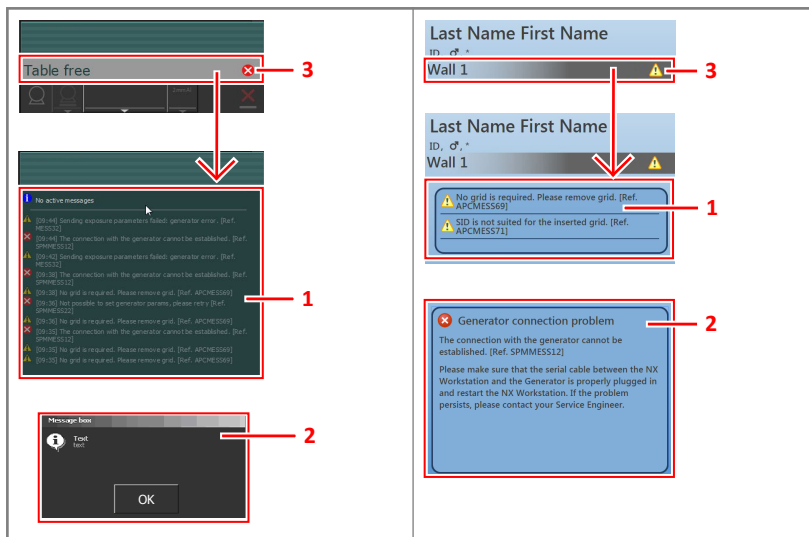 Table free
3
No active messages
[09:44] Sending exposure parameters failed: generator error. [Ref.
MESS32]
[09:44] The connection with the generator cannot be established. [Ref.
SPMMESS12]
[09:42] Sending exposure parameters failed: generator error. [Ref.
MESS32]
[09:38] The connection with the generator cannot be established. [Ref.
SPMMESS12]
[09:38] No grid is required. Please remove grid. [Ref. APCMESS69]
[09:36] Not possible to set generator params, please retry [Ref.
SPMMESS22]
[09:36] No grid is required. Please remove grid. [Ref. APCMESS69]
[09:35] The connection with the generator cannot be established. [Ref.
SPMMESS12]
[09:35] No grid is required. Please remove grid. [Ref. APCMESS69]
[09:35] No grid is required. Please remove grid. [Ref. APCMESS69]
1
Message box
Text
text
OK
2
Last Name First Name
ID, ♂, *
Wall 1
3
Last Name First Name
ID, ♂, *
Wall 1
No grid is required. Please remove grid. [Ref.
APCMESS69]
SID is not suited for the inserted grid. [Ref.
APCMESS71]
1
Generator connection problem
The connection with the generator cannot be
established. [Ref. SPMMESS12]
Please make sure that the serial cable between the NX
Workstation and the Generator is properly plugged in
and restart the NX Workstation. If the problem
persists, please contact your Service Engineer.
2